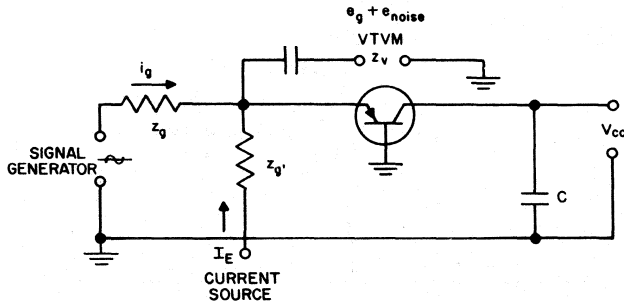 e_g + e_noise
VTVM
z_v
i_g
z_g
SIGNAL
GENERATOR
z_g'
V_CC
C
I_E
CURRENT
SOURCE